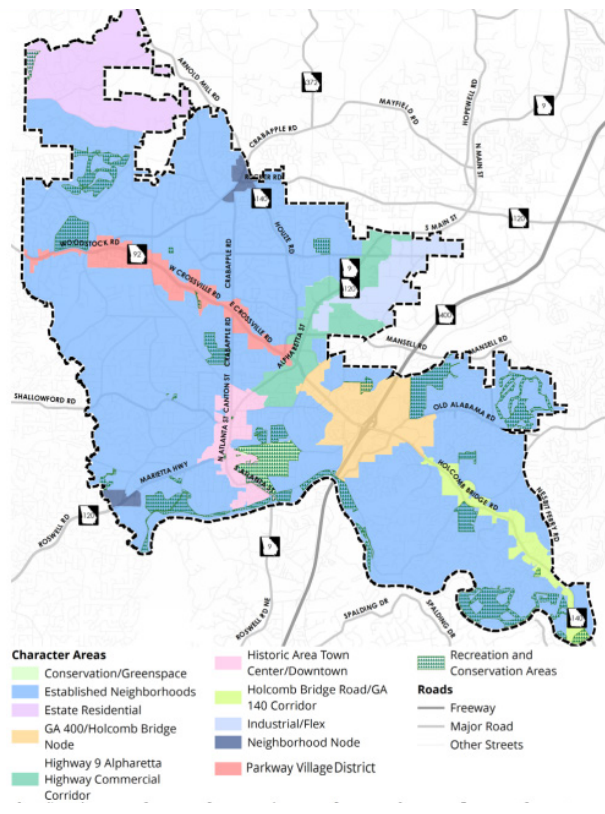 ARNOLD MILL RD
372
MAYFIELD RD
HOPEWELL RD
9
CRABAPPLE RD
N MAIN ST
140
HOUZE RD
S MAIN ST
120
WOODSTOCK RD
92
CRABAPPLE RD
W CROSSVILLE RD
9
120
E CROSSVILLE RD
400
ALPHARETTA ST
MANSELL RD
MANSELL RD
CRABAPPLE RD
SHALLOWFORD RD
N ATLANTA ST
CANTON ST
OLD ALABAMA RD
MARIETTA HWY
S ATLANTA ST
HOLCOMB BRIDGE RD
NESBIT FERRY RD
120
ROSWELL RD
9
ROSWELL RD NE
SPALDING DR
SPALDING DR
140
Character Areas
Conservation/Greenspace
Established Neighborhoods
Estate Residential
GA 400/Holcomb Bridge
Node
Highway 9 Alpharetta
Highway Commercial
Corridor
Historic Area Town
Center/Downtown
Holcomb Bridge Road/GA
140 Corridor
Industrial/Flex
Neighborhood Node
Parkway Village District
Recreation and
Conservation Areas
Roads
Freeway
Major Road
Other Streets